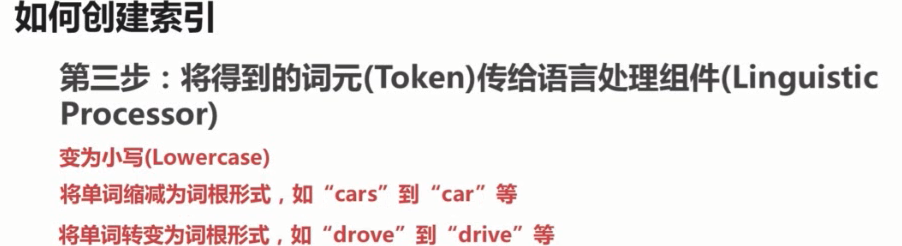 如何创建索引
第三步：将得到的词元(Token)传给语言处理组件(Linguistic
Processor)
变为小写(Lowercase)
将单词缩减为词根形式，如“cars”到“car”等
将单词转变为词根形式，如“drove”到“drive”等